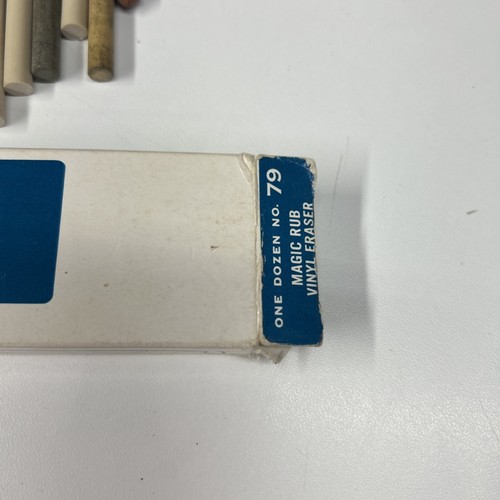 ONE DOZEN NO. 79
MAGIC RUB
VINYL ERASER